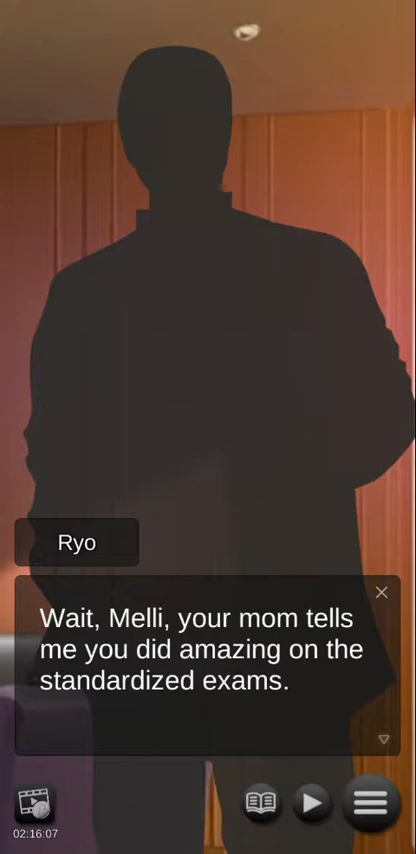 Ryo
Wait, Melli, your mom tells
me you did amazing on the
standardized exams.
02:16:07